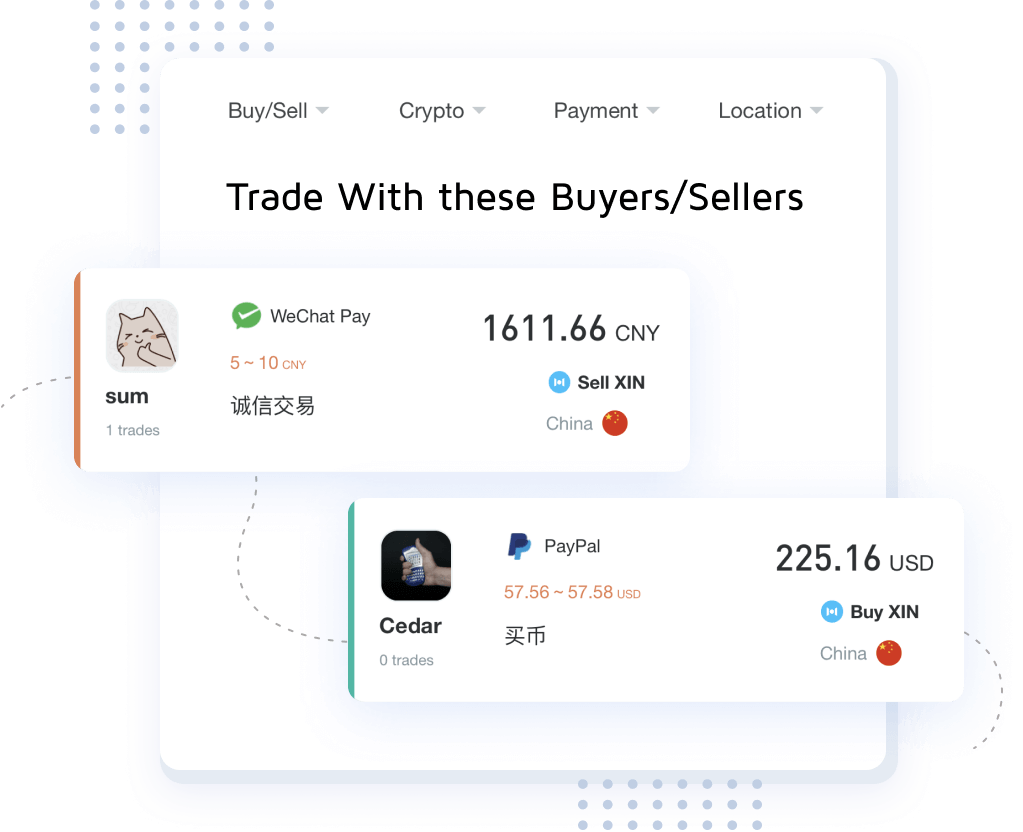 Buy/Sell Crypto Payment Location
Trade With these Buyers/Sellers
WeChat Pay
1611.66 CNY
5 ~ 10 CNY
Sell XIN
sum
诚信交易
China
1 trades
PayPal
225.16 USD
57.56 ~ 57.58 USD
Buy XIN
Cedar
买币
China
0 trades